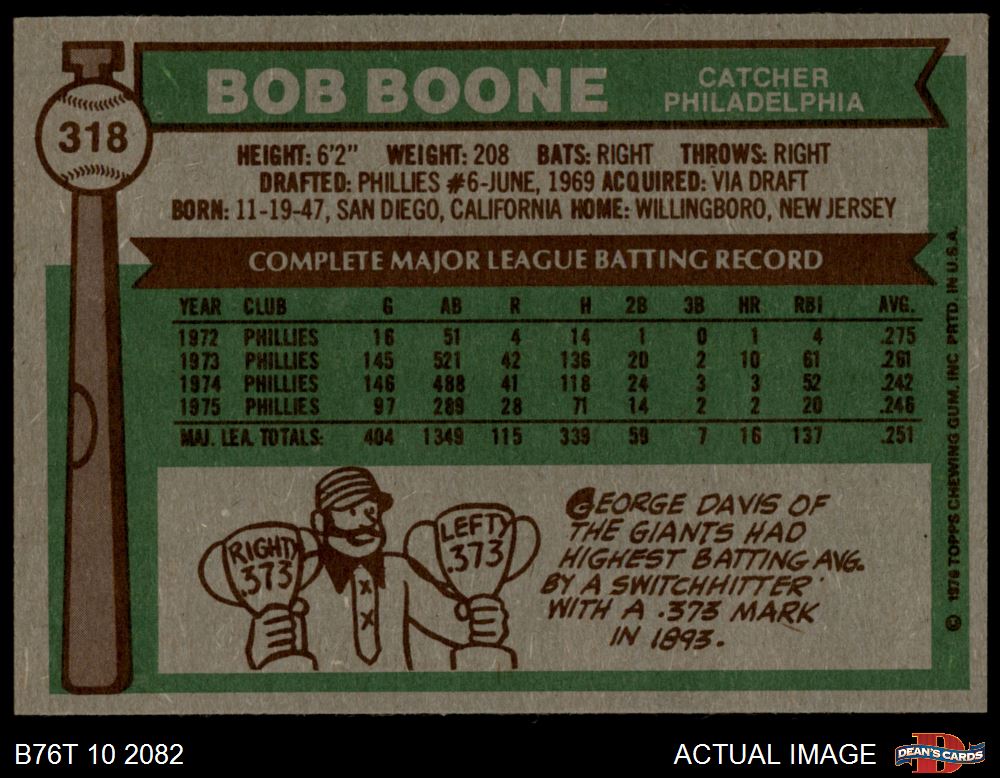 318
BOB BOONE
CATCHER
PHILADELPHIA
HEIGHT: 6'2" WEIGHT: 208 BATS: RIGHT THROWS: RIGHT
DRAFTED: PHILLIES #6-JUNE, 1969 ACQUIRED: VIA DRAFT
BORN: 11-19-47, SAN DIEGO, CALIFORNIA HOME: WILLINGBORO, NEW JERSEY
COMPLETE MAJOR LEAGUE BATTING RECORD
YEAR CLUB G AB R H 2B 3B HR RBI AVG.
1972 PHILLIES 16 51 4 14 1 0 1 4 .275
1973 PHILLIES 145 521 42 136 20 2 10 61 .261
1974 PHILLIES 146 488 41 118 24 3 3 52 .242
1975 PHILLIES 97 289 28 71 14 2 2 20 .246
MAJ. LEA. TOTALS: 404 1349 115 339 59 7 16 137 .251
RIGHT
.373
LEFT
.373
GEORGE DAVIS OF
THE GIANTS HAD
HIGHEST BATTING AVG.
BY A SWITCHHITTER
WITH A .373 MARK
IN 1893.
© 1976 TOPPS CHEWING GUM, INC PRTD. IN U.S.A.
B76T 10 2082
ACTUAL IMAGE
D
DEAN'S CARDS